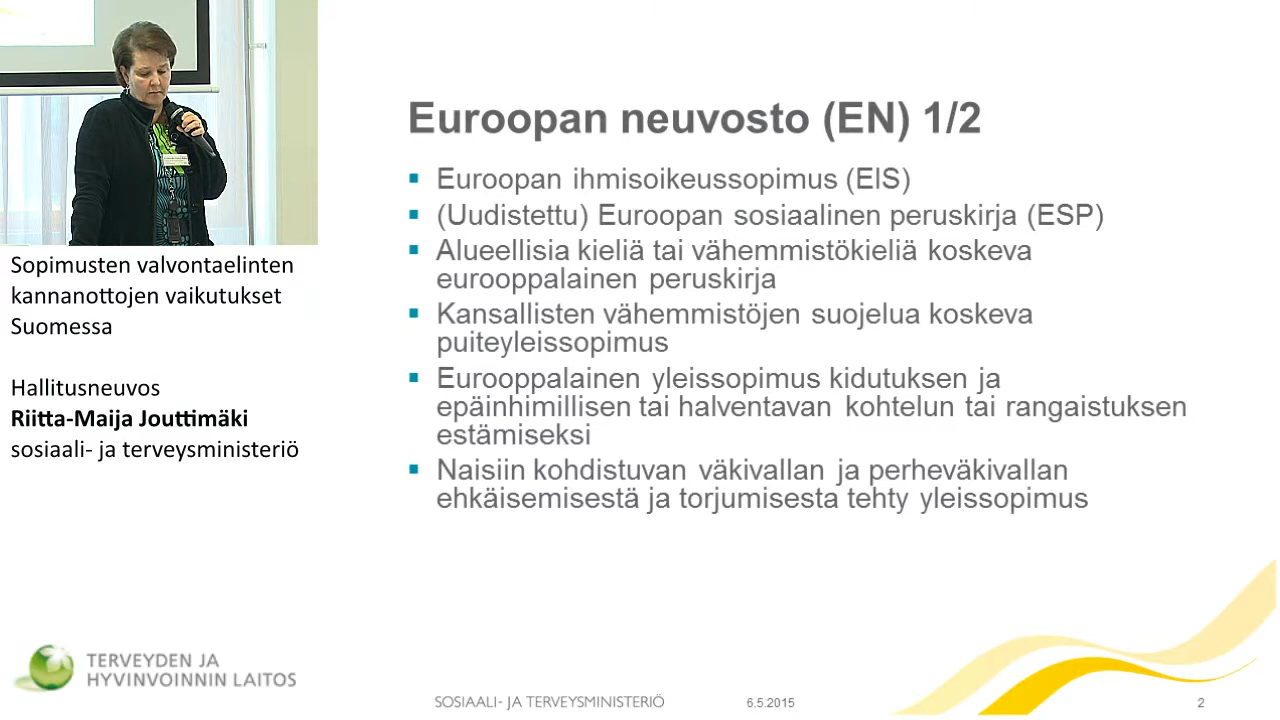 Sopimusten valvontaelinten
kannanottojen vaikutukset
Suomessa
Hallitusneuvos
Riitta-Maija Jouttimäki
sosiaali- ja terveysministeriö
Euroopan neuvosto (EN) 1/2
Euroopan ihmisoikeussopimus (EIS)
(Uudistettu) Euroopan sosiaalinen peruskirja (ESP)
Alueellisia kieliä tai vähemmistökieliä koskeva
eurooppalainen peruskirja
Kansallisten vähemmistöjen suojelua koskeva
puiteyleissopimus
Eurooppalainen yleissopimus kidutuksen ja
epäinhimillisen tai halventavan kohtelun tai rangaistuksen
estämiseksi
Naisiin kohdistuvan väkivallan ja perheväkivallan
ehkäisemisestä ja torjumisesta tehty yleissopimus
TERVEYDEN JA
HYVINVOINNIN LAITOS
SOSIAALI- JA TERVEYSMINISTERIÖ 6.5.2015 2